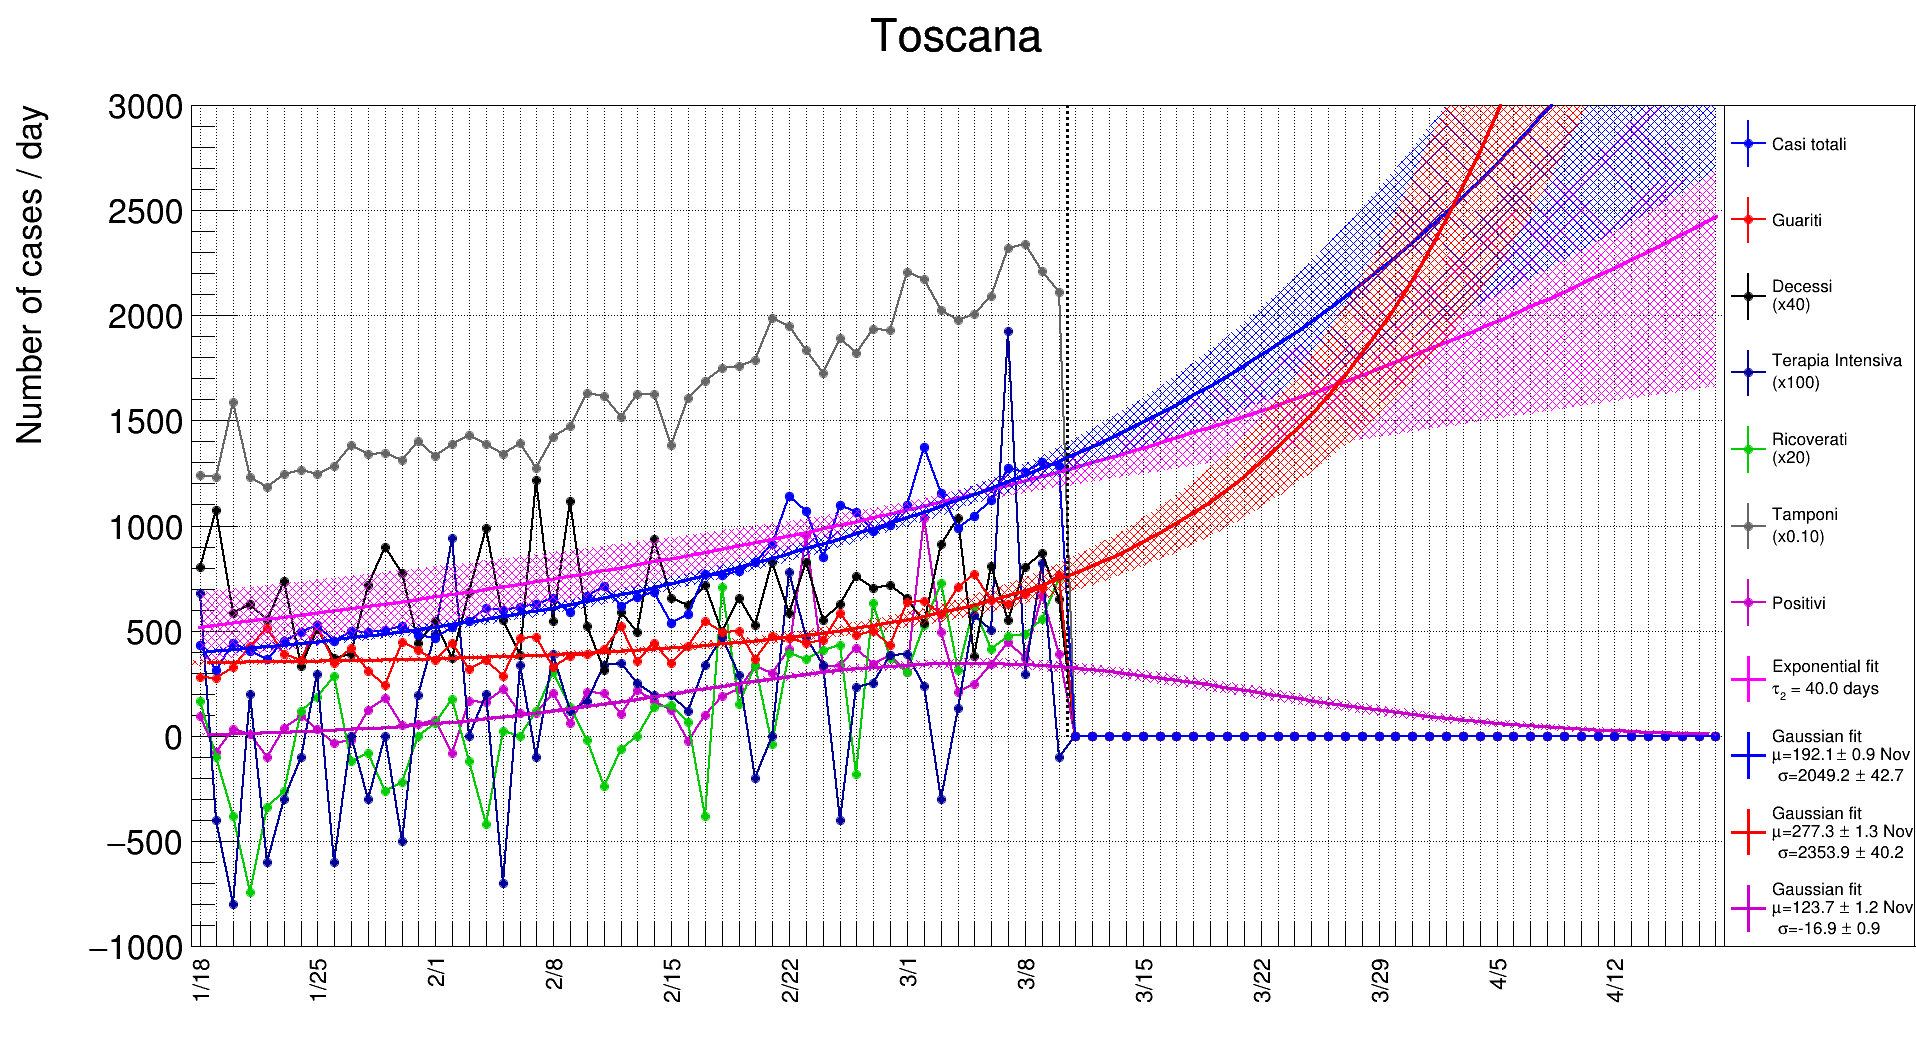 Toscana
Number of cases / day
3000
2500
2000
1500
1000
500
0
−500
−1000
1/18
1/25
2/1
2/8
2/15
2/22
3/1
3/8
3/15
3/22
3/29
4/5
4/12
Casi totali
Guariti
Decessi
(x40)
Terapia Intensiva
(x100)
Ricoverati
(x20)
Tamponi
(x0.10)
Positivi
Exponential fit
τ2 = 40.0 days
Gaussian fit
μ=192.1 ± 0.9 Nov
σ=2049.2 ± 42.7
Gaussian fit
μ=277.3 ± 1.3 Nov
σ=2353.9 ± 40.2
Gaussian fit
μ=123.7 ± 1.2 Nov
σ=-16.9 ± 0.9